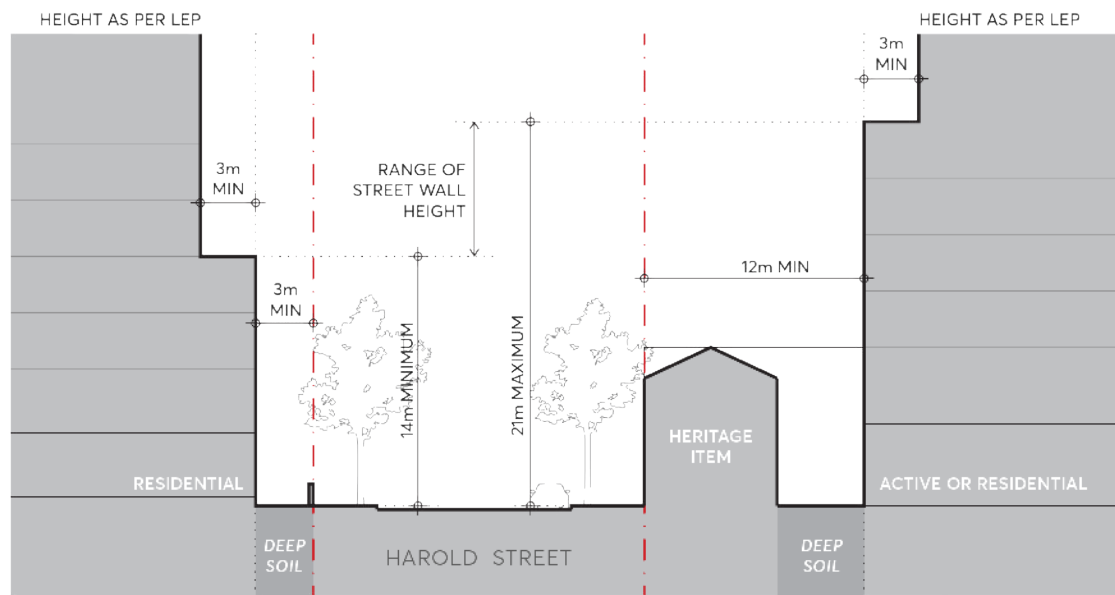 HEIGHT AS PER LEP
HEIGHT AS PER LEP
3m
MIN
3m
MIN
RANGE OF
STREET WALL
HEIGHT
12m MIN
3m
MIN
14m MINIMUM
21m MAXIMUM
HERITAGE
ITEM
RESIDENTIAL
ACTIVE OR RESIDENTIAL
DEEP
SOIL
HAROLD STREET
DEEP
SOIL